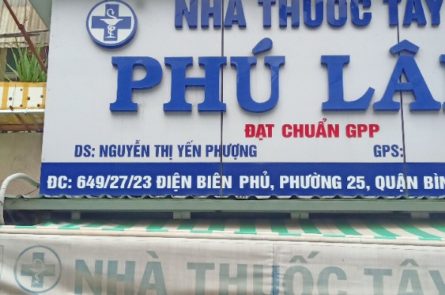 NHÀ THUỐC TÂY
PHÚ LÂ
ĐẠT CHUẨN GPP
DS: NGUYỄN THỊ YẾN PHƯỢNG GPS:
ĐC: 649/27/23 ĐIỆN BIÊN PHỦ, PHƯỜNG 25, QUẬN BÌN
NHÀ THUỐC TÂY